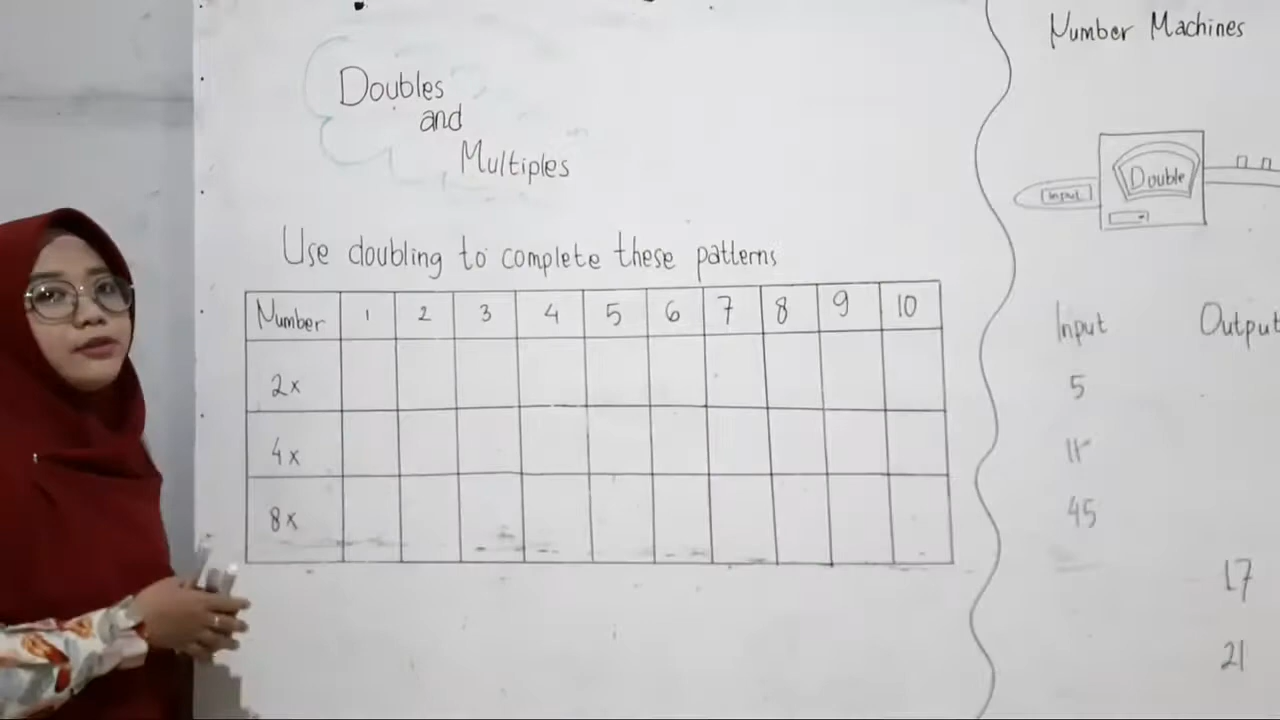 Doubles
and
Multiples
Use doubling to complete these patterns
Number 1 2 3 4 5 6 7 8 9 10
2x
4x
8x
Number Machines
Input Double
Input Output
5
45
17
21